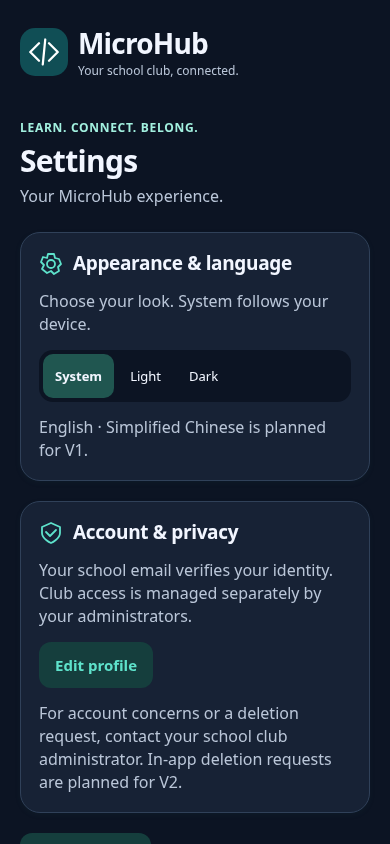 MicroHub
Your school club, connected.
LEARN. CONNECT. BELONG.
Settings
Your MicroHub experience.
Appearance & language
Choose your look. System follows your
device.
System Light Dark
English · Simplified Chinese is planned
for V1.
Account & privacy
Your school email verifies your identity.
Club access is managed separately by
your administrators.
Edit profile
For account concerns or a deletion
request, contact your school club
administrator. In-app deletion requests
are planned for V2.